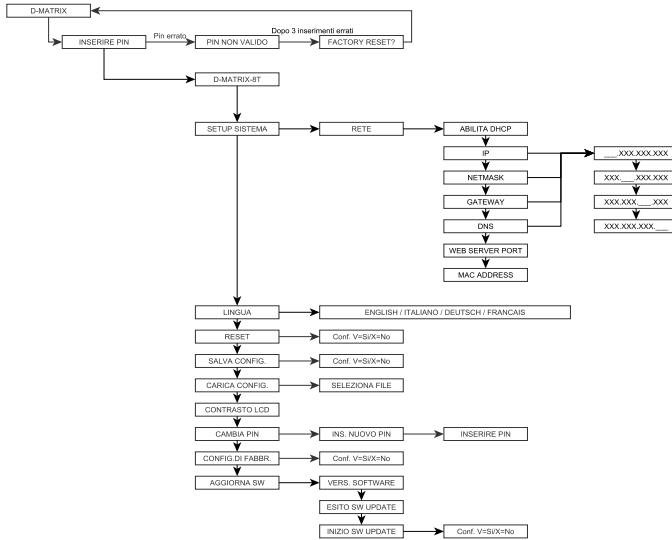 D-MATRIX
INSERIRE PIN
Pin errato
PIN NON VALIDO
Dopo 3 inserimenti errati
FACTORY RESET?
D-MATRIX-8T
SETUP SISTEMA
RETE
ABILITA DHCP
IP
___.XXX.XXX.XXX
NETMASK
XXX.___.XXX.XXX
GATEWAY
XXX.XXX.___.XXX
DNS
XXX.XXX.XXX.___
WEB SERVER PORT
MAC ADDRESS
LINGUA
ENGLISH / ITALIANO / DEUTSCH / FRANCAIS
RESET
Conf. V=Si/X=No
SALVA CONFIG.
Conf. V=Si/X=No
CARICA CONFIG.
SELEZIONA FILE
CONTRASTO LCD
CAMBIA PIN
INS. NUOVO PIN
INSERIRE PIN
CONFIG.DI FABBR.
Conf. V=Si/X=No
AGGIORNA SW
VERS. SOFTWARE
ESITO SW UPDATE
INIZIO SW UPDATE
Conf. V=Si/X=No